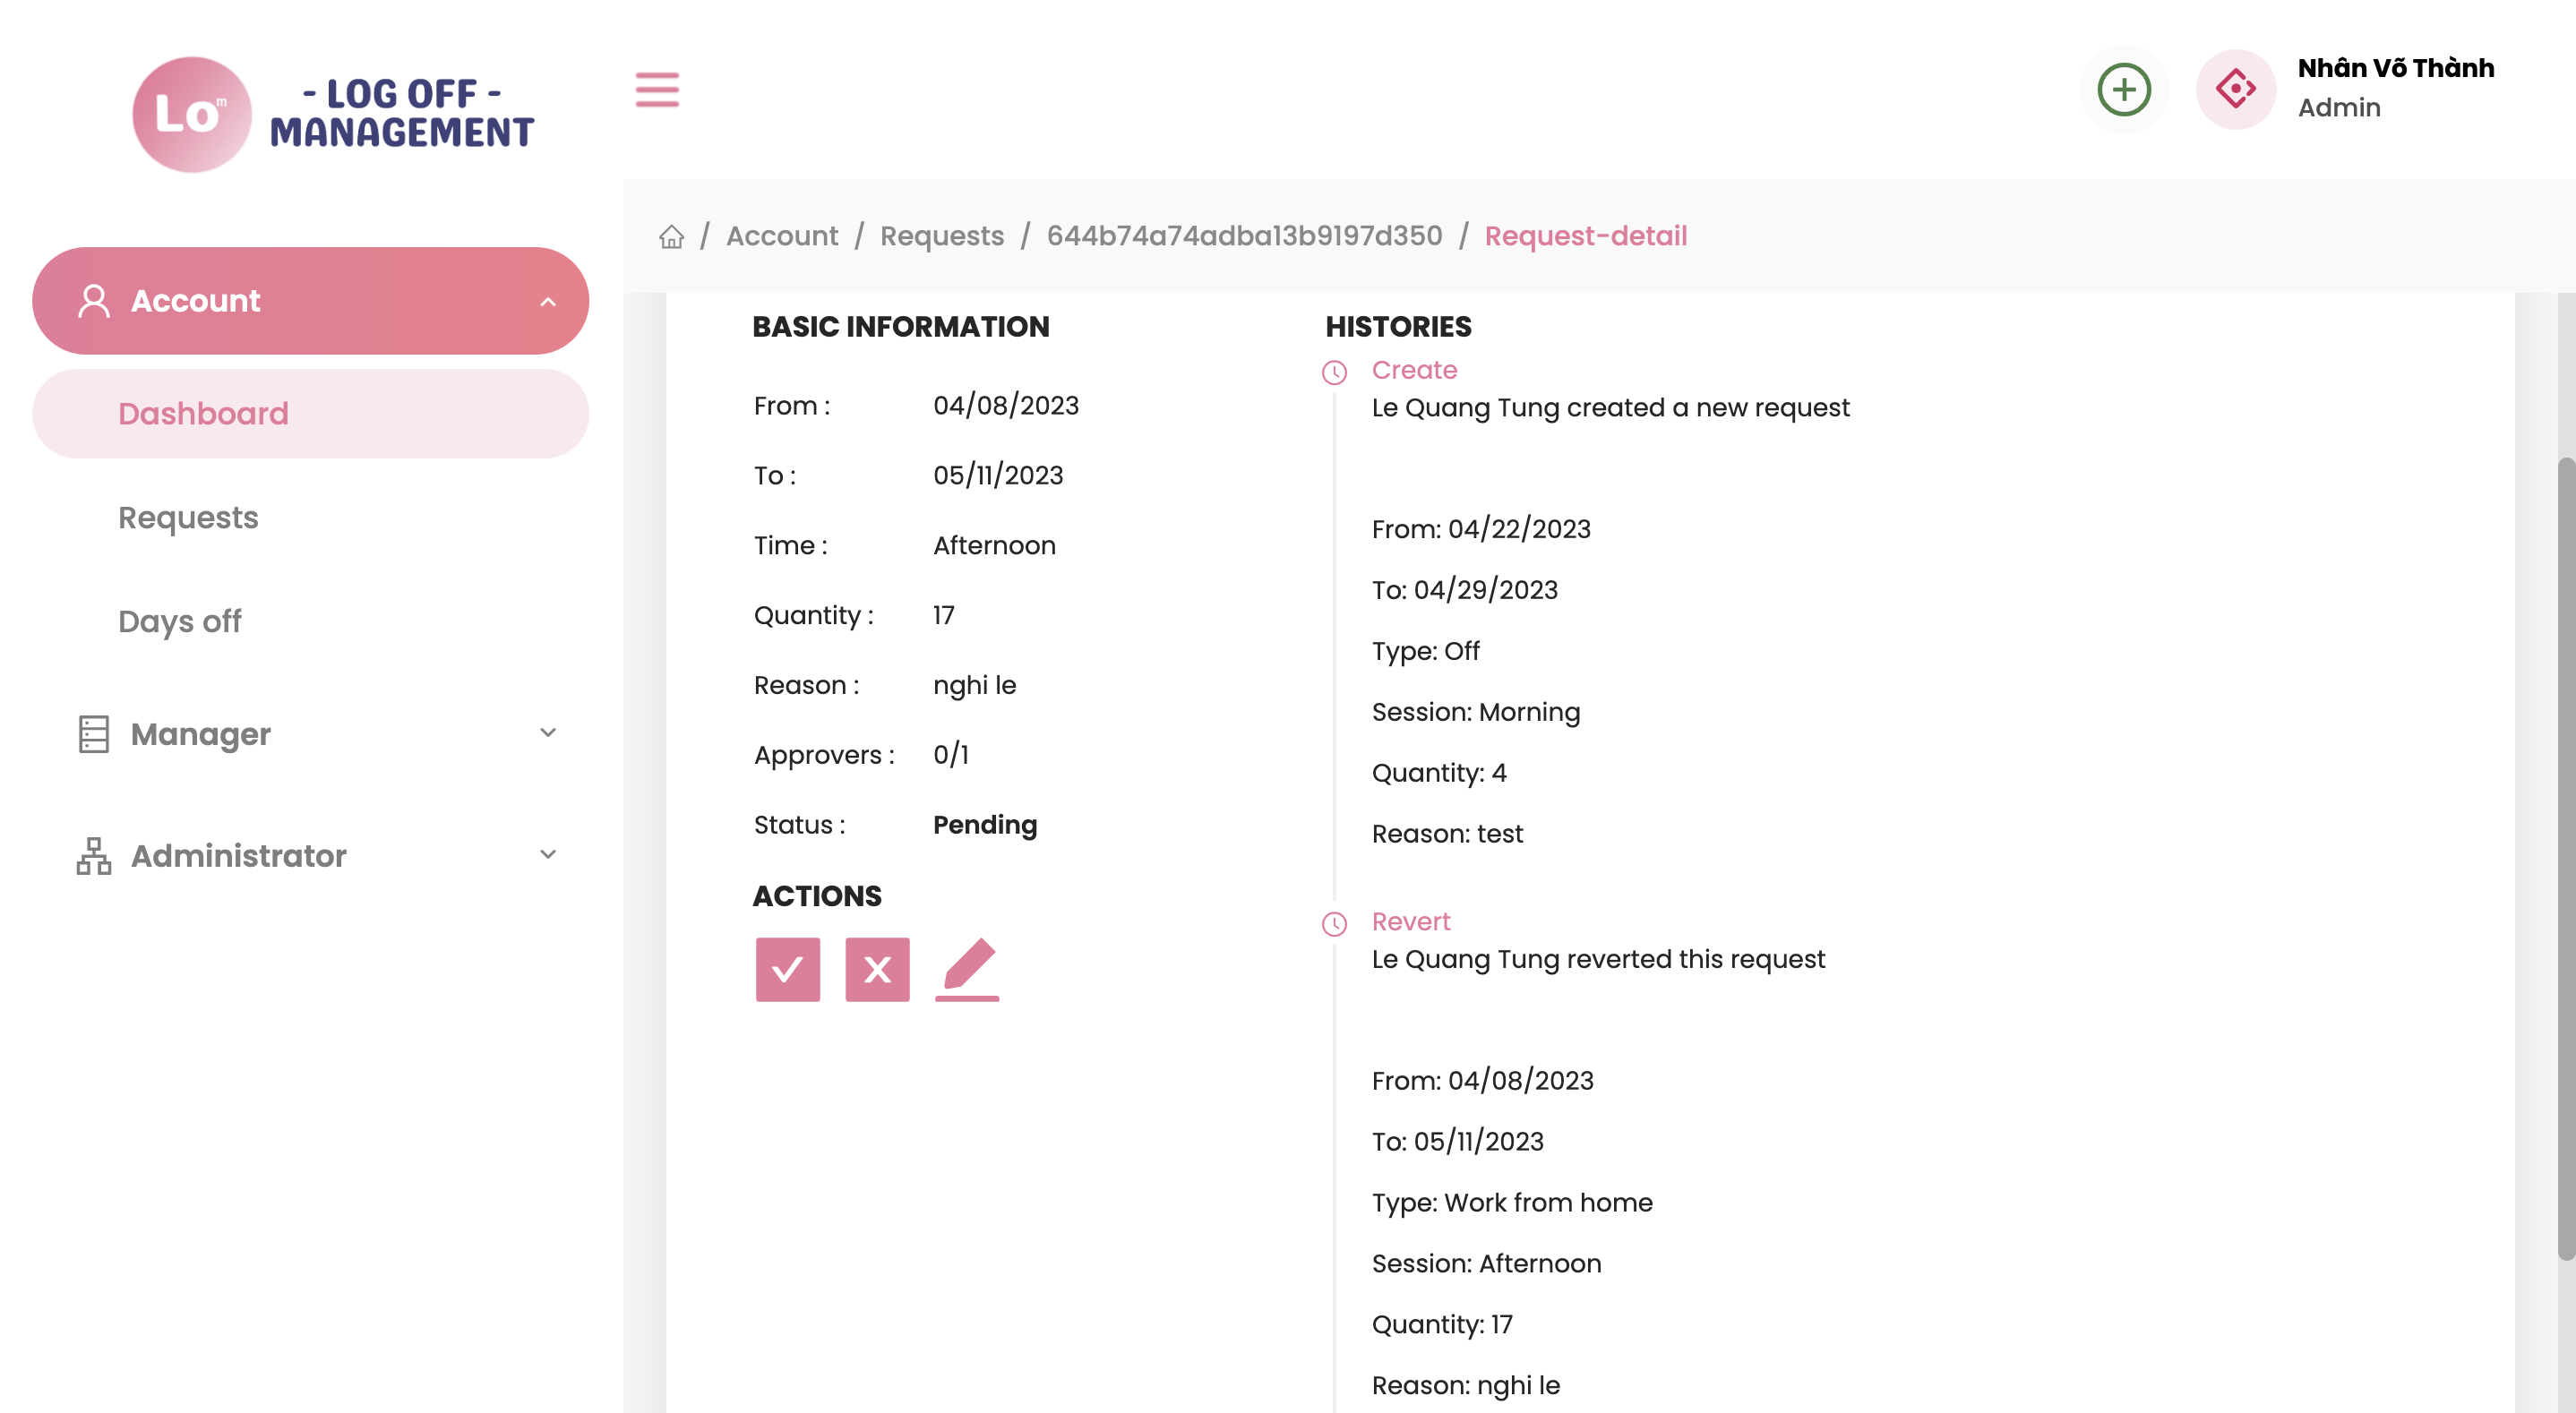 Lo m
- LOG OFF -
MANAGEMENT
Nhân Võ Thành
Admin
/ Account / Requests / 644b74a74adba13b9197d350 / Request-detail
Account
Dashboard
Requests
Days off
Manager
Administrator
BASIC INFORMATION
From : 04/08/2023
To : 05/11/2023
Time : Afternoon
Quantity : 17
Reason : nghi le
Approvers : 0/1
Status : Pending
ACTIONS
HISTORIES
Create
Le Quang Tung created a new request
From: 04/22/2023
To: 04/29/2023
Type: Off
Session: Morning
Quantity: 4
Reason: test
Revert
Le Quang Tung reverted this request
From: 04/08/2023
To: 05/11/2023
Type: Work from home
Session: Afternoon
Quantity: 17
Reason: nghi le